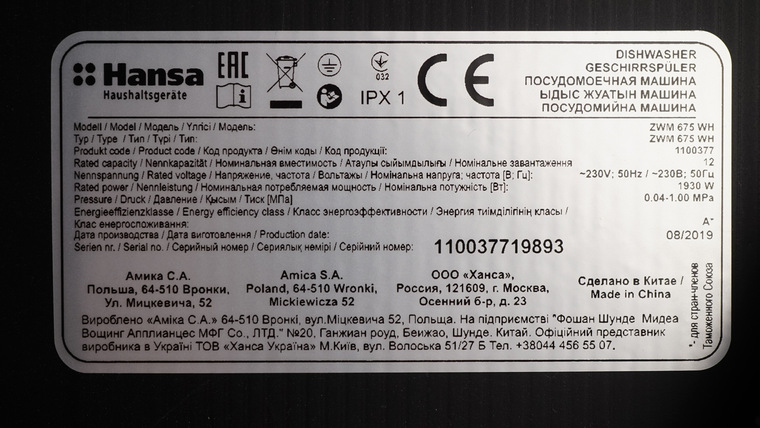 Hansa
Haushaltsgeräte
EAC
032
IPX 1
CE
DISHWASHER
GESCHIRRSPÜLER
ПОСУДОМОЕЧНАЯ МАШИНА
ЫДЫС ЖУАТЫН МАШИНА
ПОСУДОМИЙНА МАШИНА
Modell / Model / Модель / Үлгісі / Модель: ZWM 675 WH
Typ / Type / Тип / Түрі / Тип: ZWM 675 WH
Produkt code / Product code / Код продукта / Өнім коды / Код продукції: 1100377
Rated capacity / Nennkapazität / Номинальная вместимость / Атаулы сыйымдылығы / Номінальне завантаження 12
Nennspannung / Rated voltage / Напряжение, частота / Вольтажы / Номінальна напруга; частота [В; Гц]: ~230V; 50Hz / ~230В; 50Гц
Rated power / Nennleistung / Номинальная потребляемая мощность / Номінальна потужність [Вт]: 1930 W
Pressure / Druck / Давление / Қысым / Тиск [МПа] 0.04-1.00 MPa
Energieeffizienzklasse / Energy efficiency class / Класс энергоэффективности / Энергия тиімділігінің класы /
Клас енергоспоживання: A*
Дата производства / Дата виготовлення / Production date: 08/2019
Serien nr. / Serial no. / Серийный номер / Сериялық немірі / Серійний номер: 110037719893
Амика С.А.
Польша, 64-510 Вронки,
Ул. Мицкевича, 52
Amica S.A.
Poland, 64-510 Wronki,
Mickiewicza 52
ООО «Ханса»,
Россия, 121609, г. Москва,
Осенний б-р, д. 23
Сделано в Китае /
Made in China
Вироблено «Аміка С.А.» 64-510 Вронкі, вул.Міцкевича 52, Польща. На підприємстві "Фошан Шунде Мидеа
Вощинг Апплианцес МФГ Со., ЛТД." №20, Ганжиан роуд, Беижао, Шунде. Китай. Офіційний представник
виробника в Україні ТОВ «Ханса Україна» М.Київ, вул. Волоська 51/27 Б Тел. +38044 456 55 07.
*- для стран-членов
Таможенного Союза